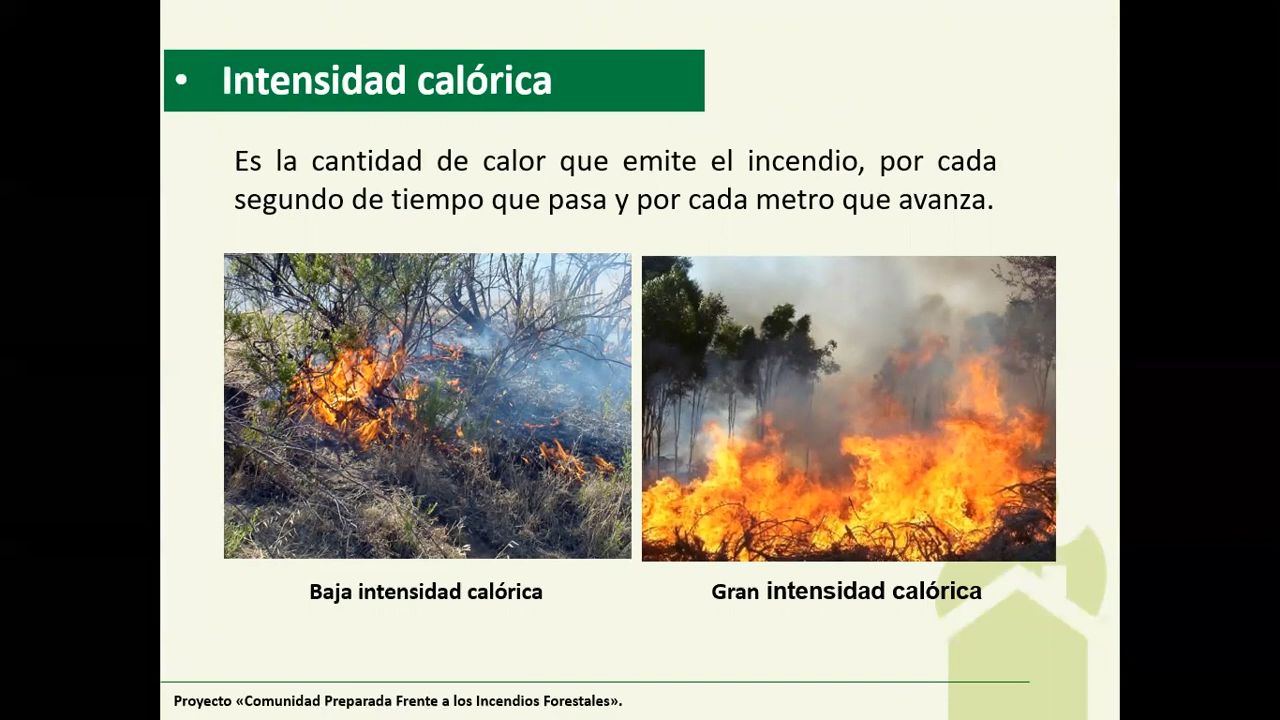 • Intensidad calórica
Es la cantidad de calor que emite el incendio, por cada
segundo de tiempo que pasa y por cada metro que avanza.
Baja intensidad calórica
Gran intensidad calórica
Proyecto «Comunidad Preparada Frente a los Incendios Forestales».